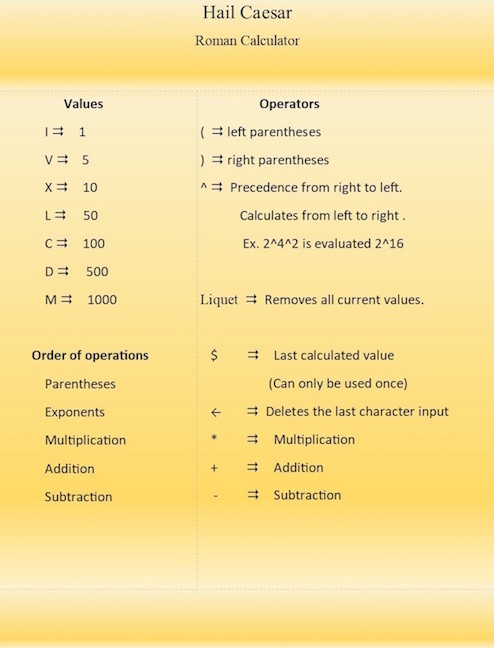 Hail Caesar
Roman Calculator
Values
I ⇉ 1
V ⇉ 5
X ⇉ 10
L ⇉ 50
C ⇉ 100
D ⇉ 500
M ⇉ 1000
Order of operations
Parentheses
Exponents
Multiplication
Addition
Subtraction
Operators
( ⇉ left parentheses
) ⇉ right parentheses
^ ⇉ Precedence from right to left.
Calculates from left to right .
Ex. 2^4^2 is evaluated 2^16
Liquet ⇉ Removes all current values.
$ ⇉ Last calculated value
(Can only be used once)
← ⇉ Deletes the last character input
* ⇉ Multiplication
+ ⇉ Addition
- ⇉ Subtraction